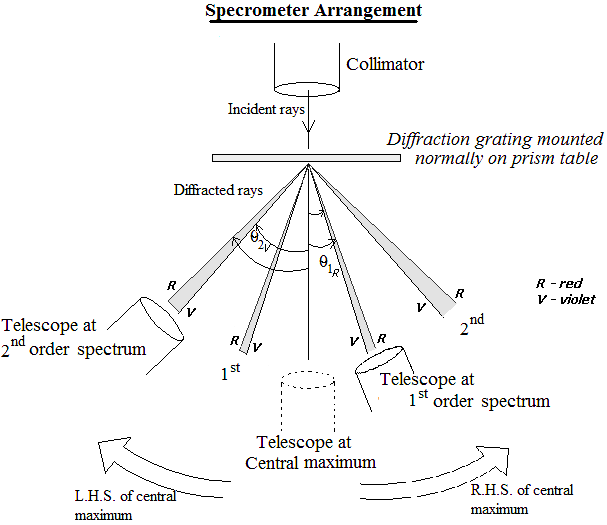 Specrometer Arrangement
Collimator
Incident rays
Diffraction grating mounted
normally on prism table
Diffracted rays
θ2V
θ1R
R
V
R
V
V
R
V
R
R - red
V - violet
Telescope at
2nd order spectrum
1st
2nd
Telescope at
1st order spectrum
Telescope at
Central maximum
L.H.S. of central
maximum
R.H.S. of central
maximum